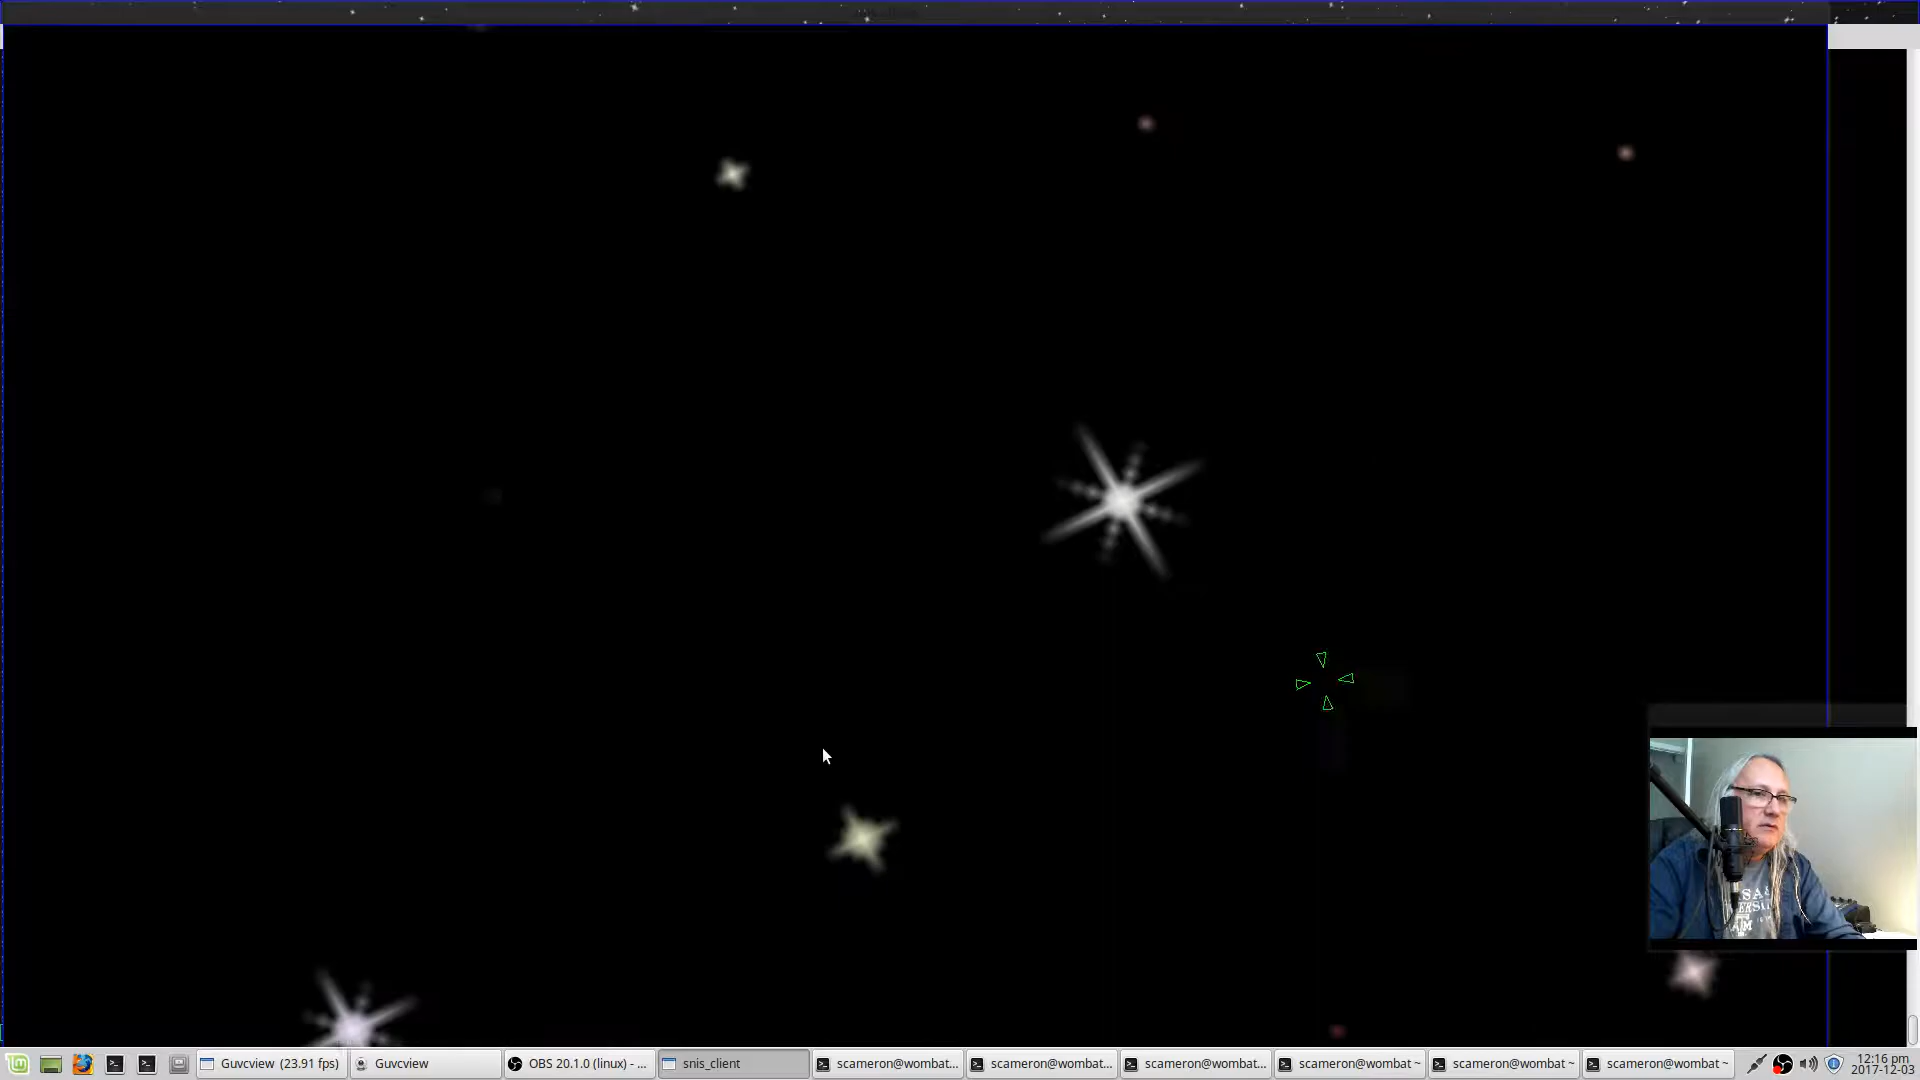 Guvcview (23.91 fps)
Guvcview
OBS 20.1.0 (linux) - ...
snis_client
scameron@wombat...
scameron@wombat...
scameron@wombat...
scameron@wombat ~
scameron@wombat ~
scameron@wombat ~
12:16 pm
2017-12-03